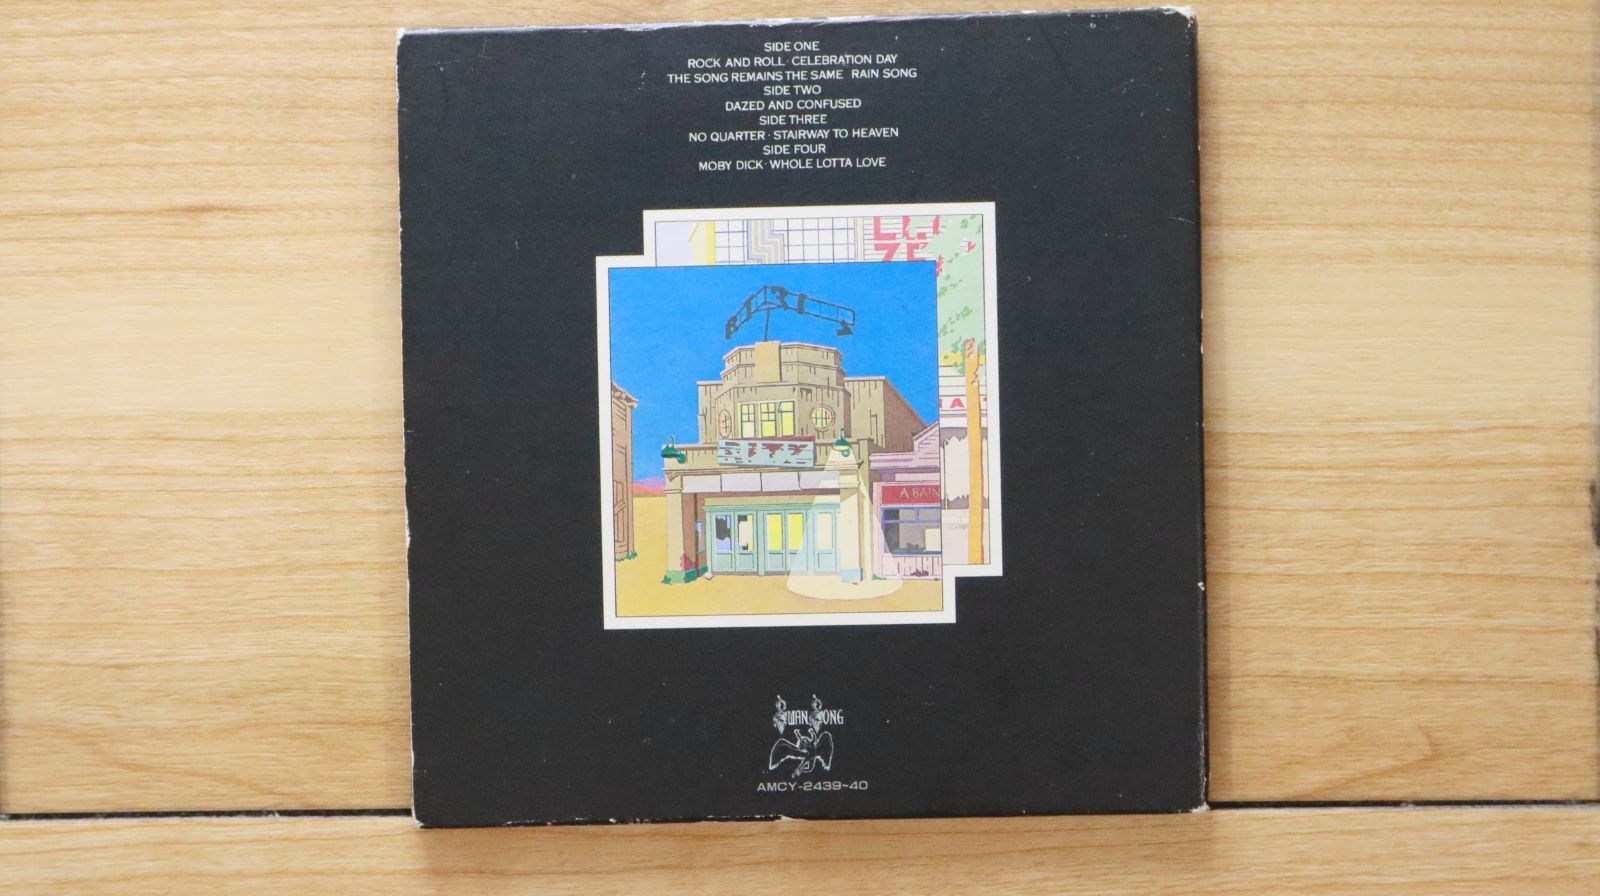 SIDE ONE
ROCK AND ROLL · CELEBRATION DAY
THE SONG REMAINS THE SAME RAIN SONG
SIDE TWO
DAZED AND CONFUSED
SIDE THREE
NO QUARTER · STAIRWAY TO HEAVEN
SIDE FOUR
MOBY DICK · WHOLE LOTTA LOVE
RITZ
A BAIN
SWAN SONG
AMCY-2439~40